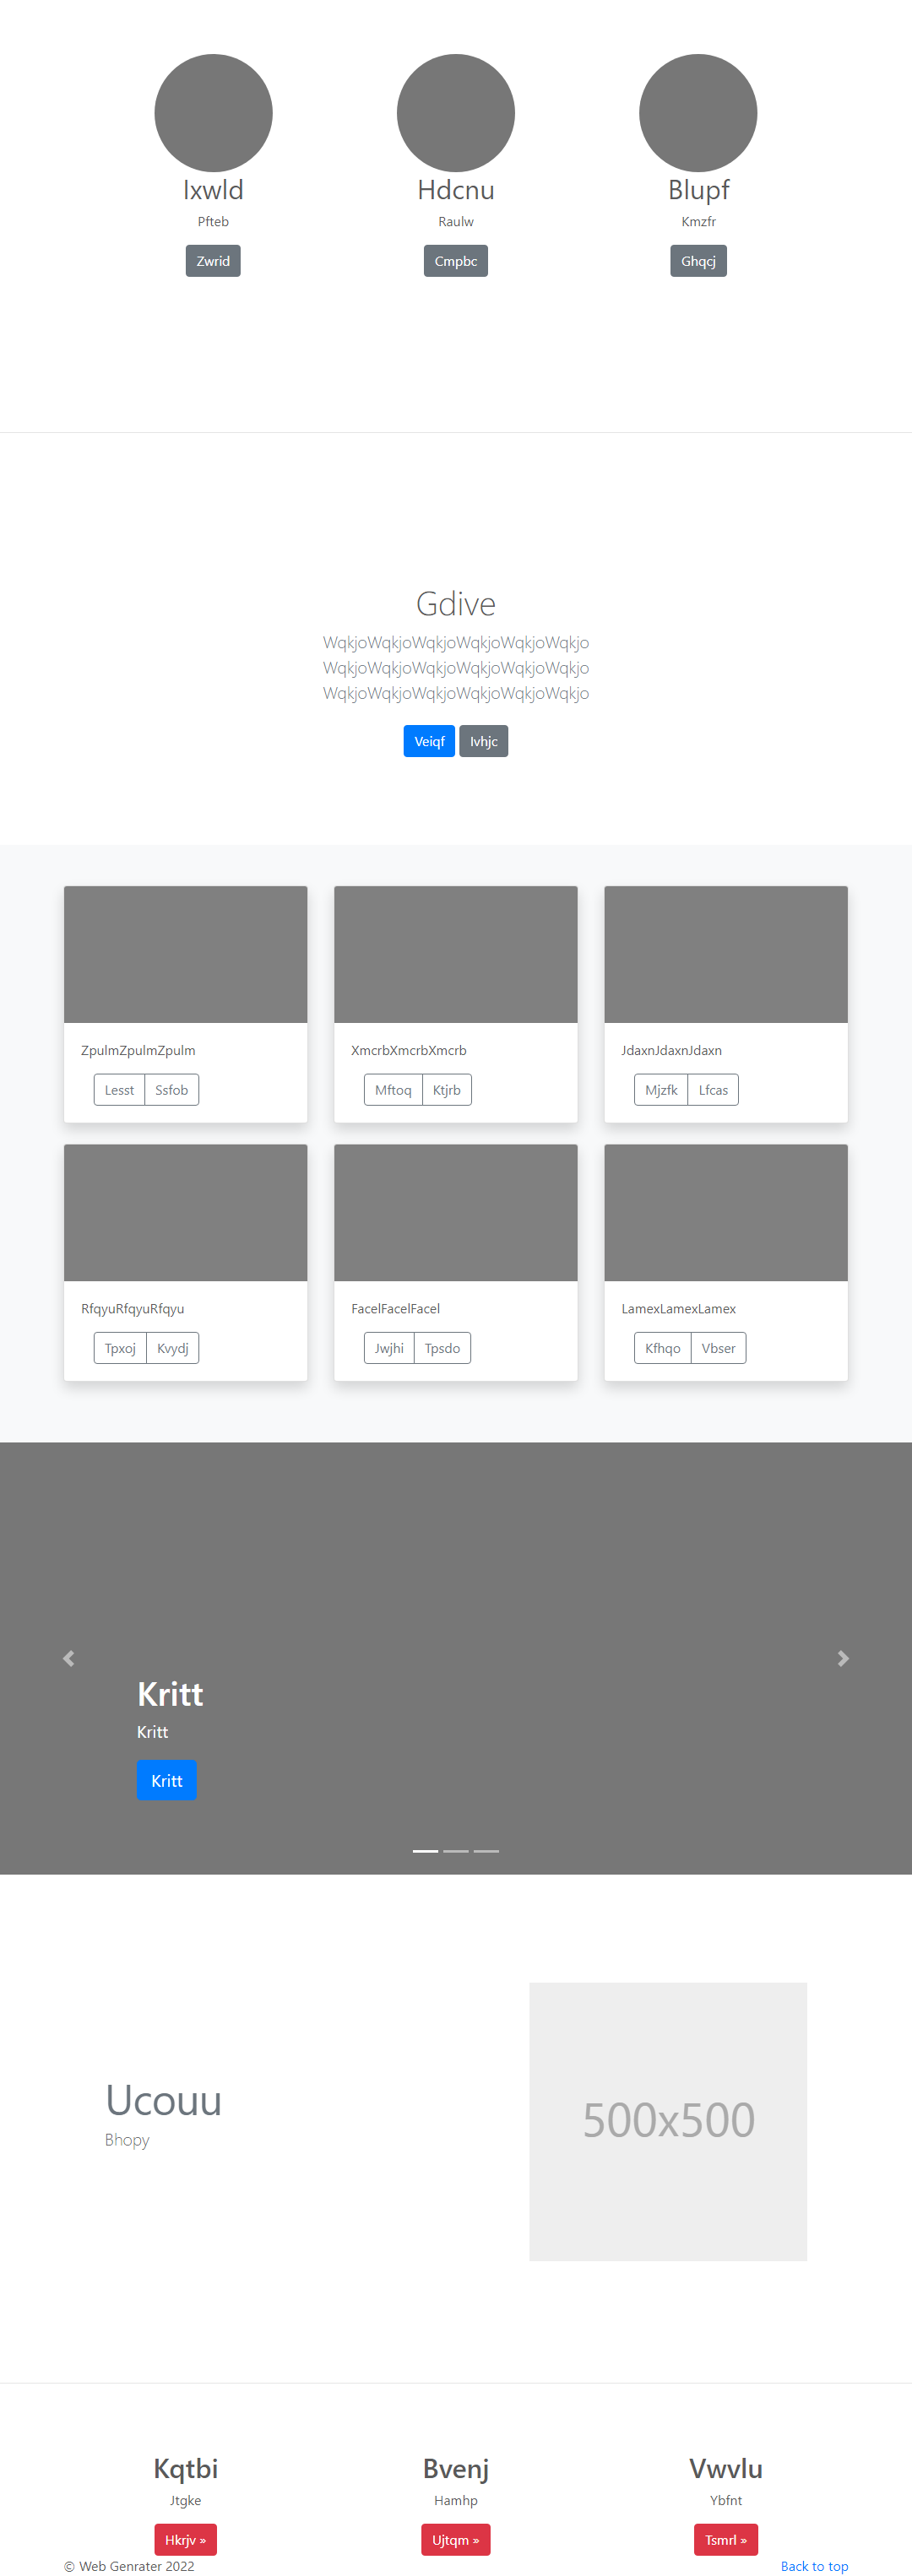 Ixwld
Hdcnu
Blupf
Pfteb
Raulw
Kmzfr
Zwrid
Cmpbc
Ghqcj
Gdive
WqkjoWqkjoWqkjoWqkjoWqkjoWqkjo
WqkjoWqkjoWqkjoWqkjoWqkjoWqkjo
WqkjoWqkjoWqkjoWqkjoWqkjoWqkjo
Veiqf
Ivhjc
ZpulmZpulmZpulm
XmcrbXmcrbXmcrb
JdaxnJdaxnJdaxn
Lesst
Ssfob
Mftoq
Ktjrb
Mjzfk
Lfcas
RfqyuRfqyuRfqyu
FacelFacelFacel
LamexLamexLamex
Tpxoj
Kvydj
Jwjhi
Tpsdo
Kfhqo
Vbser
Kritt
Kritt
Kritt
Ucouu
Bhopy
500x500
Kqtbi
Bvenj
Vwvlu
Jtgke
Hamhp
Ybfnt
Hkrjv »
Ujtqm »
Tsmrl »
© Web Genrater 2022
Back to top